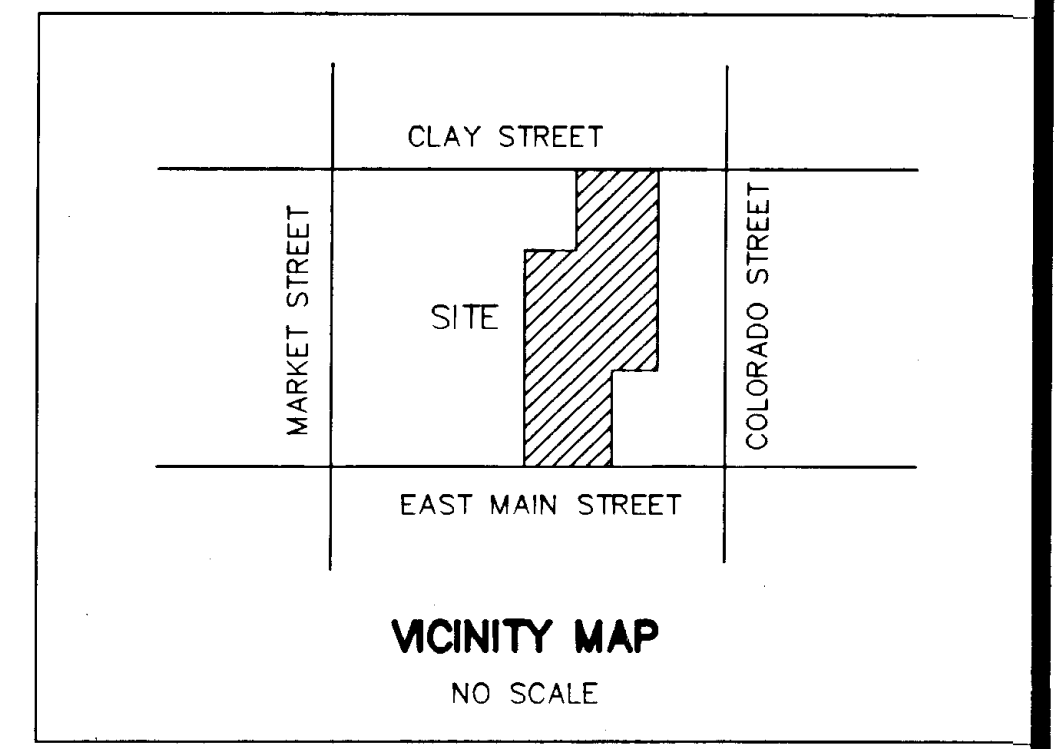 CLAY STREET
MARKET STREET
SITE
COLORADO STREET
EAST MAIN STREET
VICINITY MAP
NO SCALE